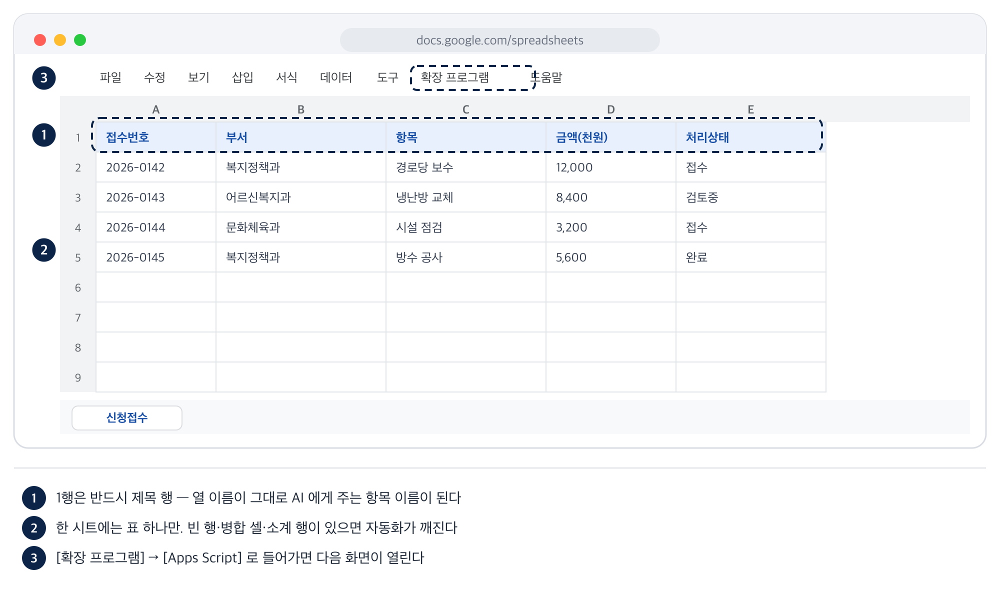 docs.google.com/spreadsheets
3 파일 수정 보기 삽입 서식 데이터 도구 확장 프로그램 도움말
A B C D E
1 1 접수번호 부서 항목 금액(천원) 처리상태
2 2026-0142 복지정책과 경로당 보수 12,000 접수
3 2026-0143 어르신복지과 냉난방 교체 8,400 검토중
4 2026-0144 문화체육과 시설 점검 3,200 접수
2 5 2026-0145 복지정책과 방수 공사 5,600 완료
6
7
8
9
신청접수
1 1행은 반드시 제목 행 — 열 이름이 그대로 AI 에게 주는 항목 이름이 된다
2 한 시트에는 표 하나만. 빈 행·병합 셀·소계 행이 있으면 자동화가 깨진다
3 [확장 프로그램] → [Apps Script] 로 들어가면 다음 화면이 열린다